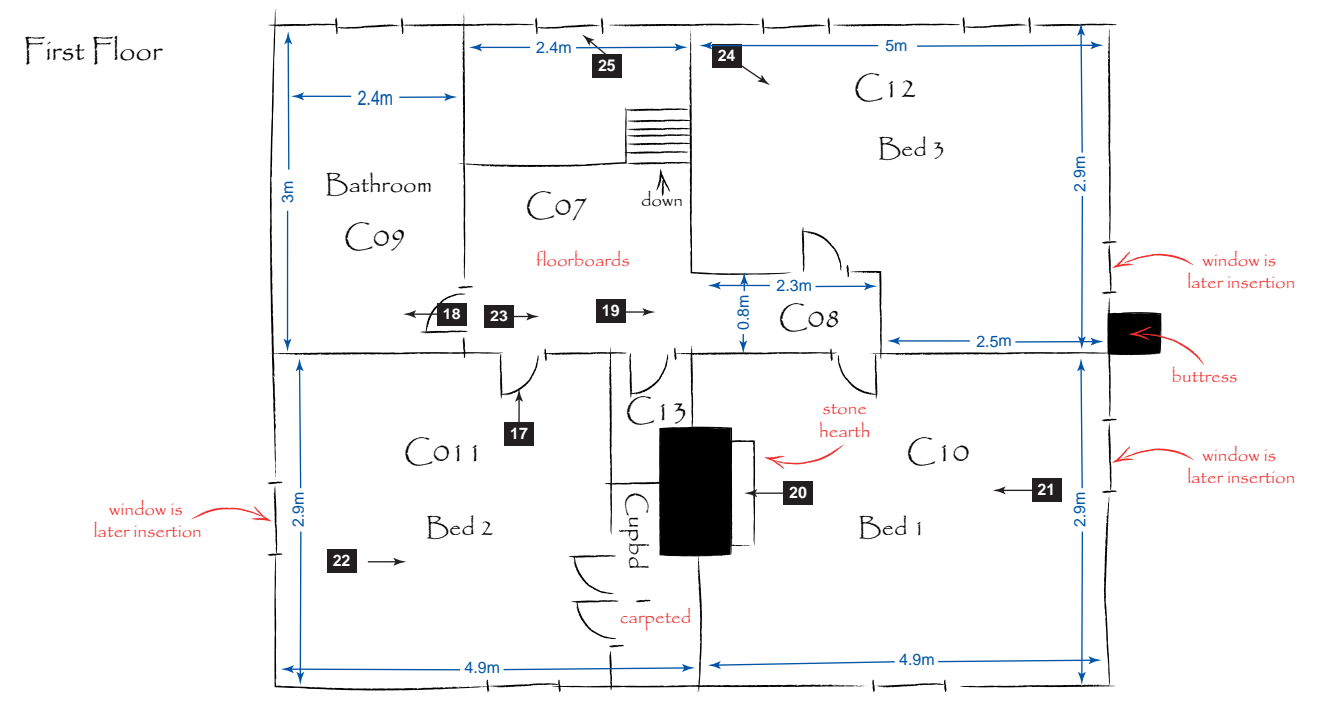 First Floor
2.4m
25
24
5m
C12
Bed 3
2.4m
3m
Bathroom
C09
C07
down
floorboards
2.9m
window is
later insertion
18
23
19
2.3m
0.8m
C08
2.5m
buttress
C13
17
stone
hearth
C011
C10
window is
later insertion
20
21
window is
later insertion
2.9m
Bed 2
Cupbd
Bed 1
2.9m
22
carpeted
4.9m
4.9m